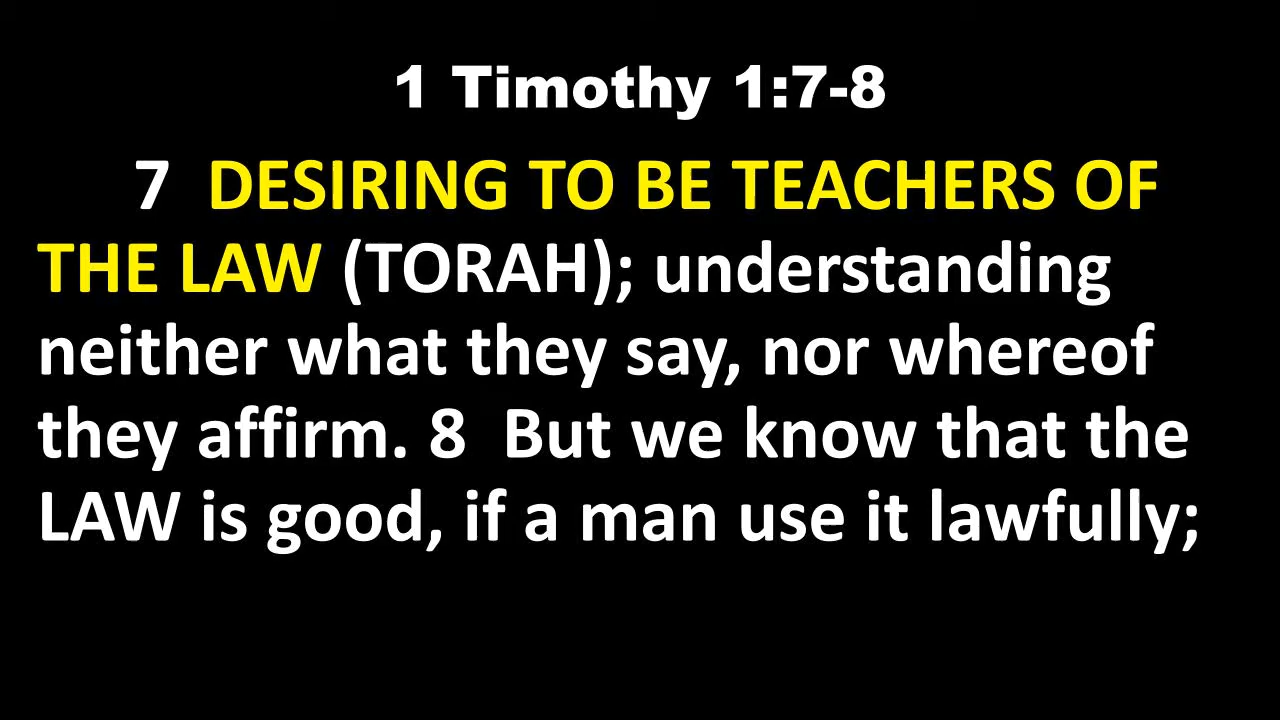 1 Timothy 1:7-8
7  DESIRING TO BE TEACHERS OF
THE LAW (TORAH); understanding
neither what they say, nor whereof
they affirm. 8  But we know that the
LAW is good, if a man use it lawfully;